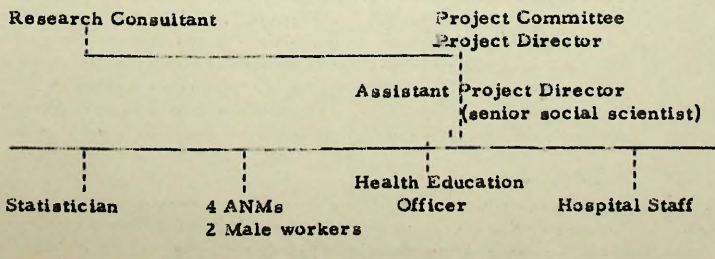 Research Consultant
Project Committee
Project Director
Assistant Project Director
(senior social scientist)
Statistician
4 ANMs
2 Male workers
Health Education
Officer
Hospital Staff